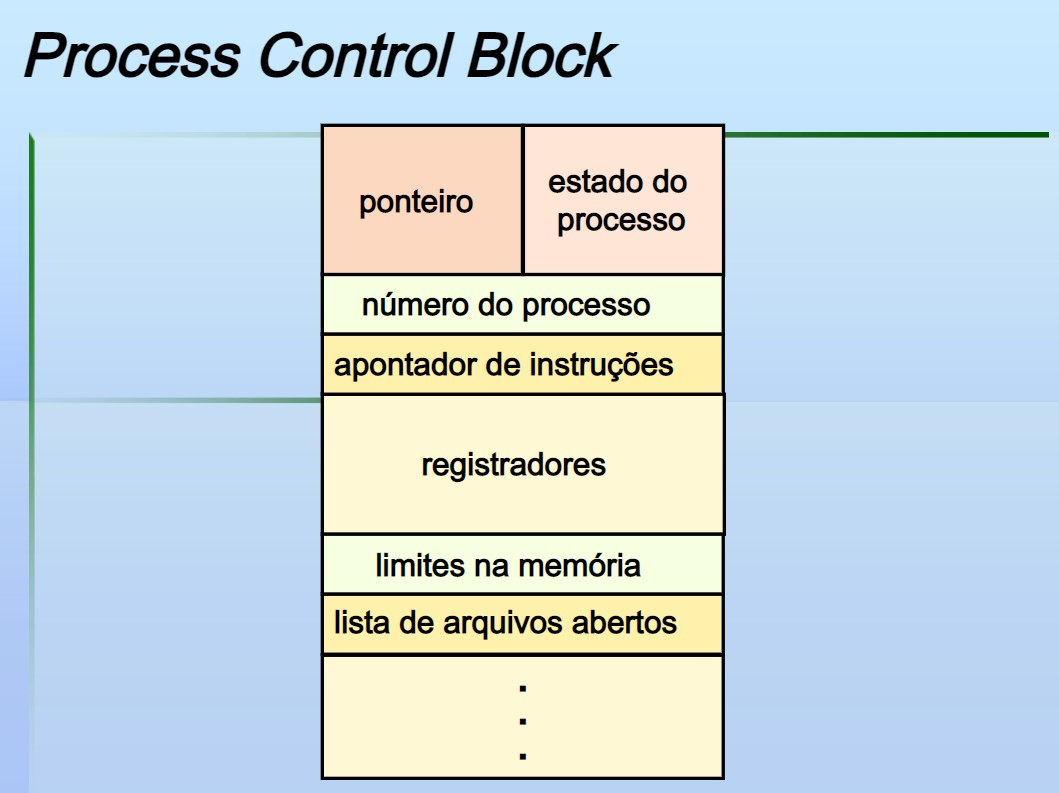 Process Control Block
ponteiro
estado do
processo
número do processo
apontador de instruções
registradores
limites na memória
lista de arquivos abertos
.
.
.